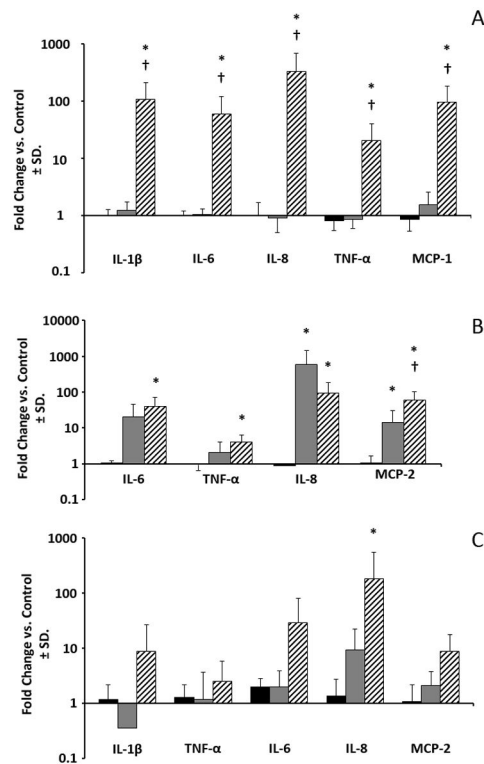 A
Fold Change vs. Control
± SD.
1000
100
10
1
0.1
* * * * *
† † † † †
IL-1β IL-6 IL-8 TNF-α MCP-1
B
Fold Change vs. Control
± SD.
10000
1000
100
10
1
0.1
* * * * * *
†
IL-6 TNF-α IL-8 MCP-2
C
Fold Change vs. Control
± SD.
1000
100
10
1
0.1
*
IL-1β TNF-α IL-6 IL-8 MCP-2